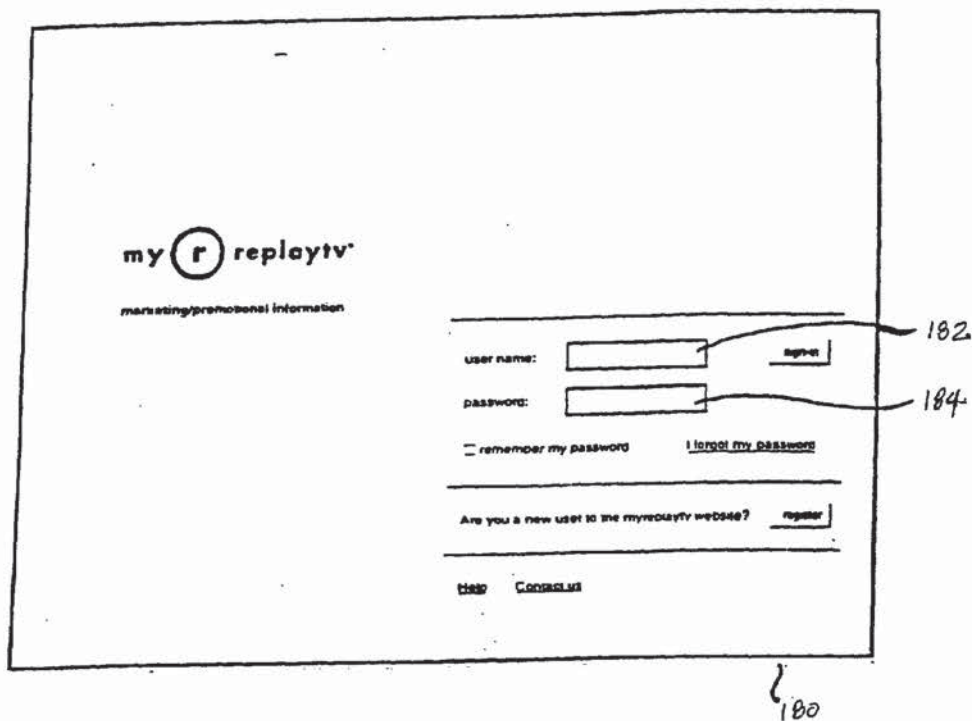 my r replaytv
marketing/promotional information
182
user name:
sign-in
password:
184
remember my password
I forgot my password
Are you a new user to the myreplaytv website?
register
Help Contact us
180